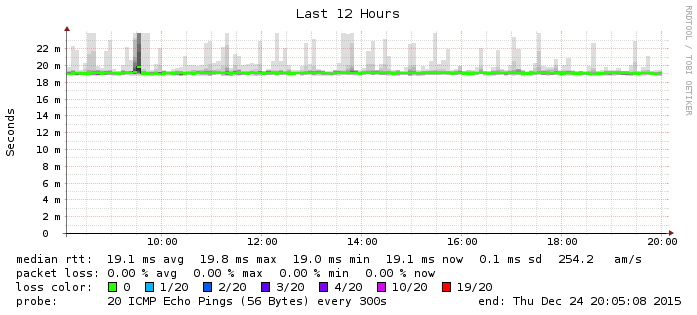 Last 12 Hours
RRDTOOL / TOBI OETIKER
Seconds
22 m
20 m
18 m
16 m
14 m
12 m
10 m
8 m
6 m
4 m
2 m
0
10:00 12:00 14:00 16:00 18:00 20:00
median rtt: 19.1 ms avg 19.8 ms max 19.0 ms min 19.1 ms now 0.1 ms sd 254.2 am/s
packet loss: 0.00 % avg 0.00 % max 0.00 % min 0.00 % now
loss color: 0 1/20 2/20 3/20 4/20 10/20 19/20
probe: 20 ICMP Echo Pings (56 Bytes) every 300s end: Thu Dec 24 20:05:08 2015